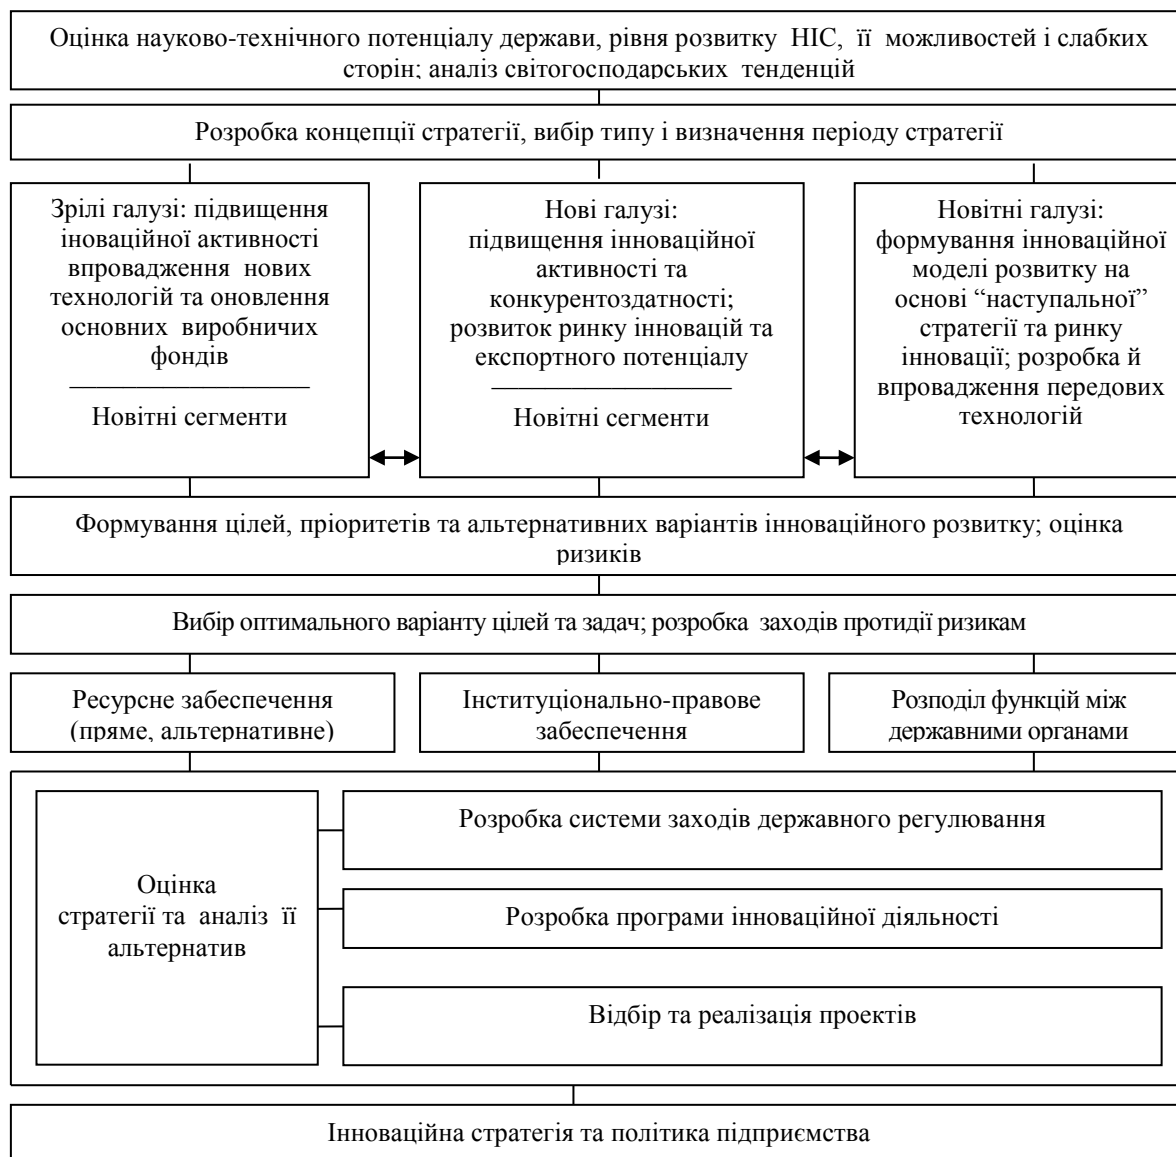 Оцінка науково-технічного потенціалу держави, рівня розвитку НІС, її можливостей і слабких
сторін; аналіз світогосподарських тенденцій
Розробка концепції стратегії, вибір типу і визначення періоду стратегії
Зрілі галузі: підвищення
іноваційної активності
впровадження нових
технологій та оновлення
основних виробничих
фондів
Новітні сегменти
Нові галузі:
підвищення інноваційної
активності та
конкурентоздатності;
розвиток ринку інновацій та
експортного потенціалу
Новітні сегменти
Новітні галузі:
формування інноваційної
моделі розвитку на
основі “наступальної”
стратегії та ринку
інновації; розробка й
впровадження передових
технологій
Формування цілей, пріоритетів та альтернативних варіантів інноваційного розвитку; оцінка
ризиків
Вибір оптимального варіанту цілей та задач; розробка заходів протидії ризикам
Ресурсне забеспечення
(пряме, альтернативне)
Інституціонально-правове
забеспечення
Розподіл функцій між
державними органами
Оцінка
стратегії та аналіз її
альтернатив
Розробка системи заходів державного регулювання
Розробка програми інноваційної діяльності
Відбір та реалізація проектів
Інноваційна стратегія та політика підприємства